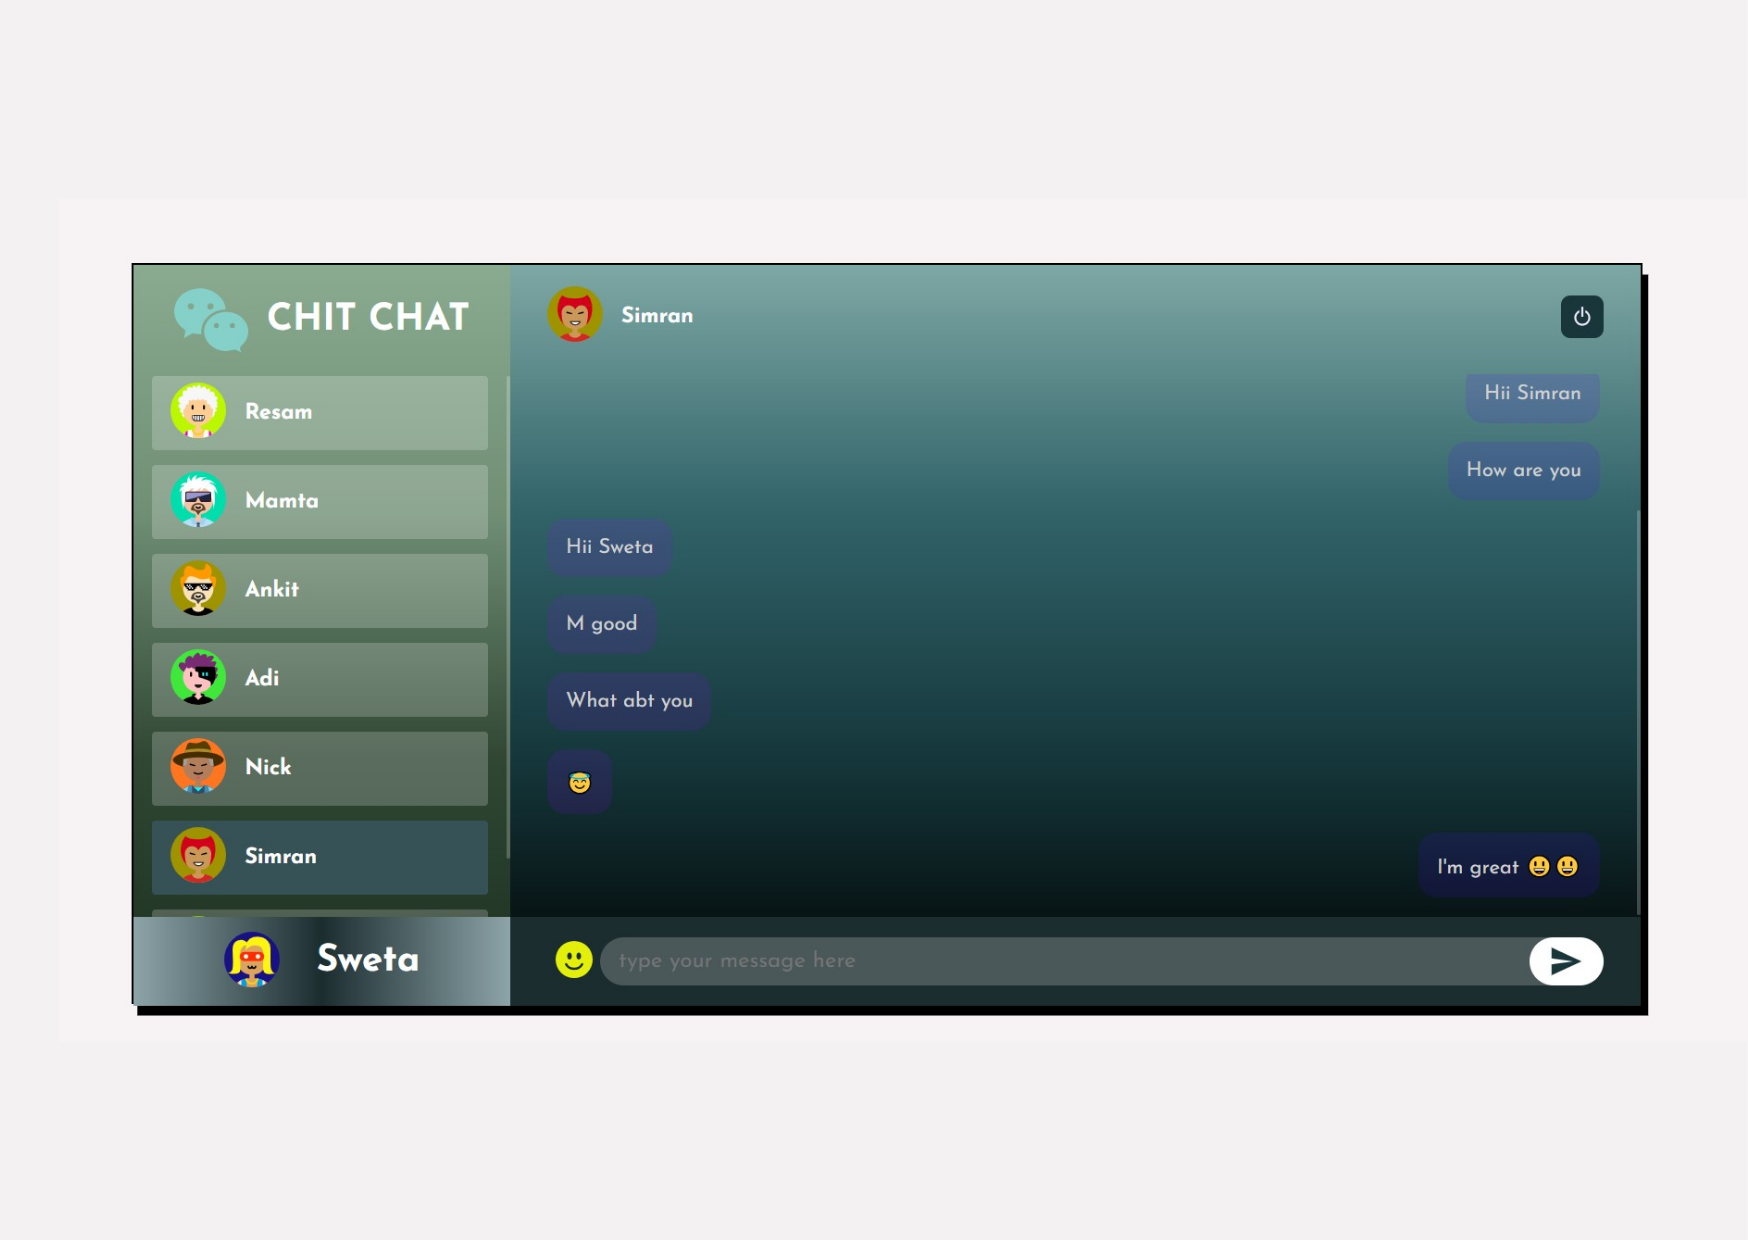 CHIT CHAT
Resam
Mamta
Ankit
Adi
Nick
Simran
Sweta
Simran
Hii Simran
How are you
Hii Sweta
M good
What abt you
😇
I'm great 😃 😃
type your message here